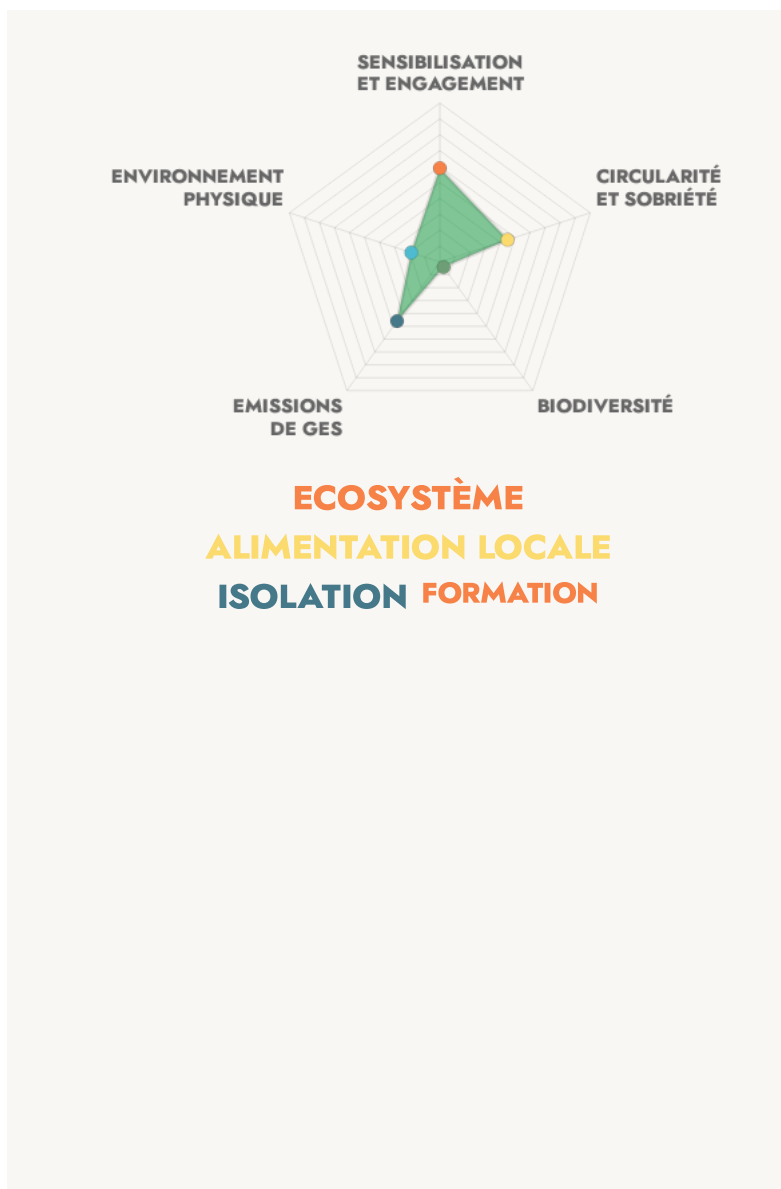 SENSIBILISATION
ET ENGAGEMENT
ENVIRONNEMENT
PHYSIQUE
CIRCULARITÉ
ET SOBRIÉTÉ
EMISSIONS
DE GES
BIODIVERSITÉ
ECOSYSTÈME
ALIMENTATION LOCALE
ISOLATION FORMATION